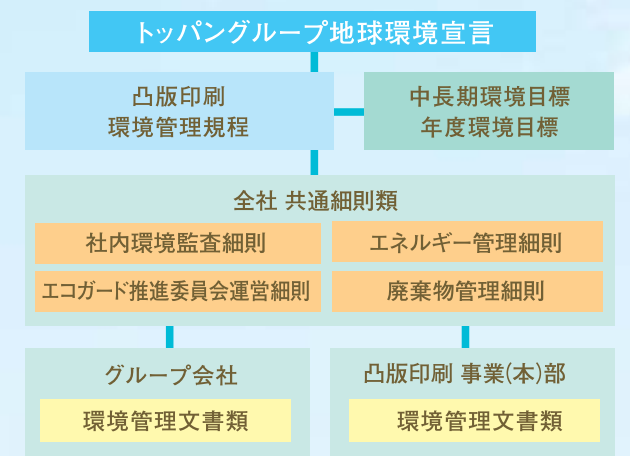 トッパングループ地球環境宣言
凸版印刷
環境管理規程
中長期環境目標
年度環境目標
全社 共通細則類
社内環境監査細則
エネルギー管理細則
エコガード推進委員会運営細則
廃棄物管理細則
グループ会社
環境管理文書類
凸版印刷 事業(本)部
環境管理文書類